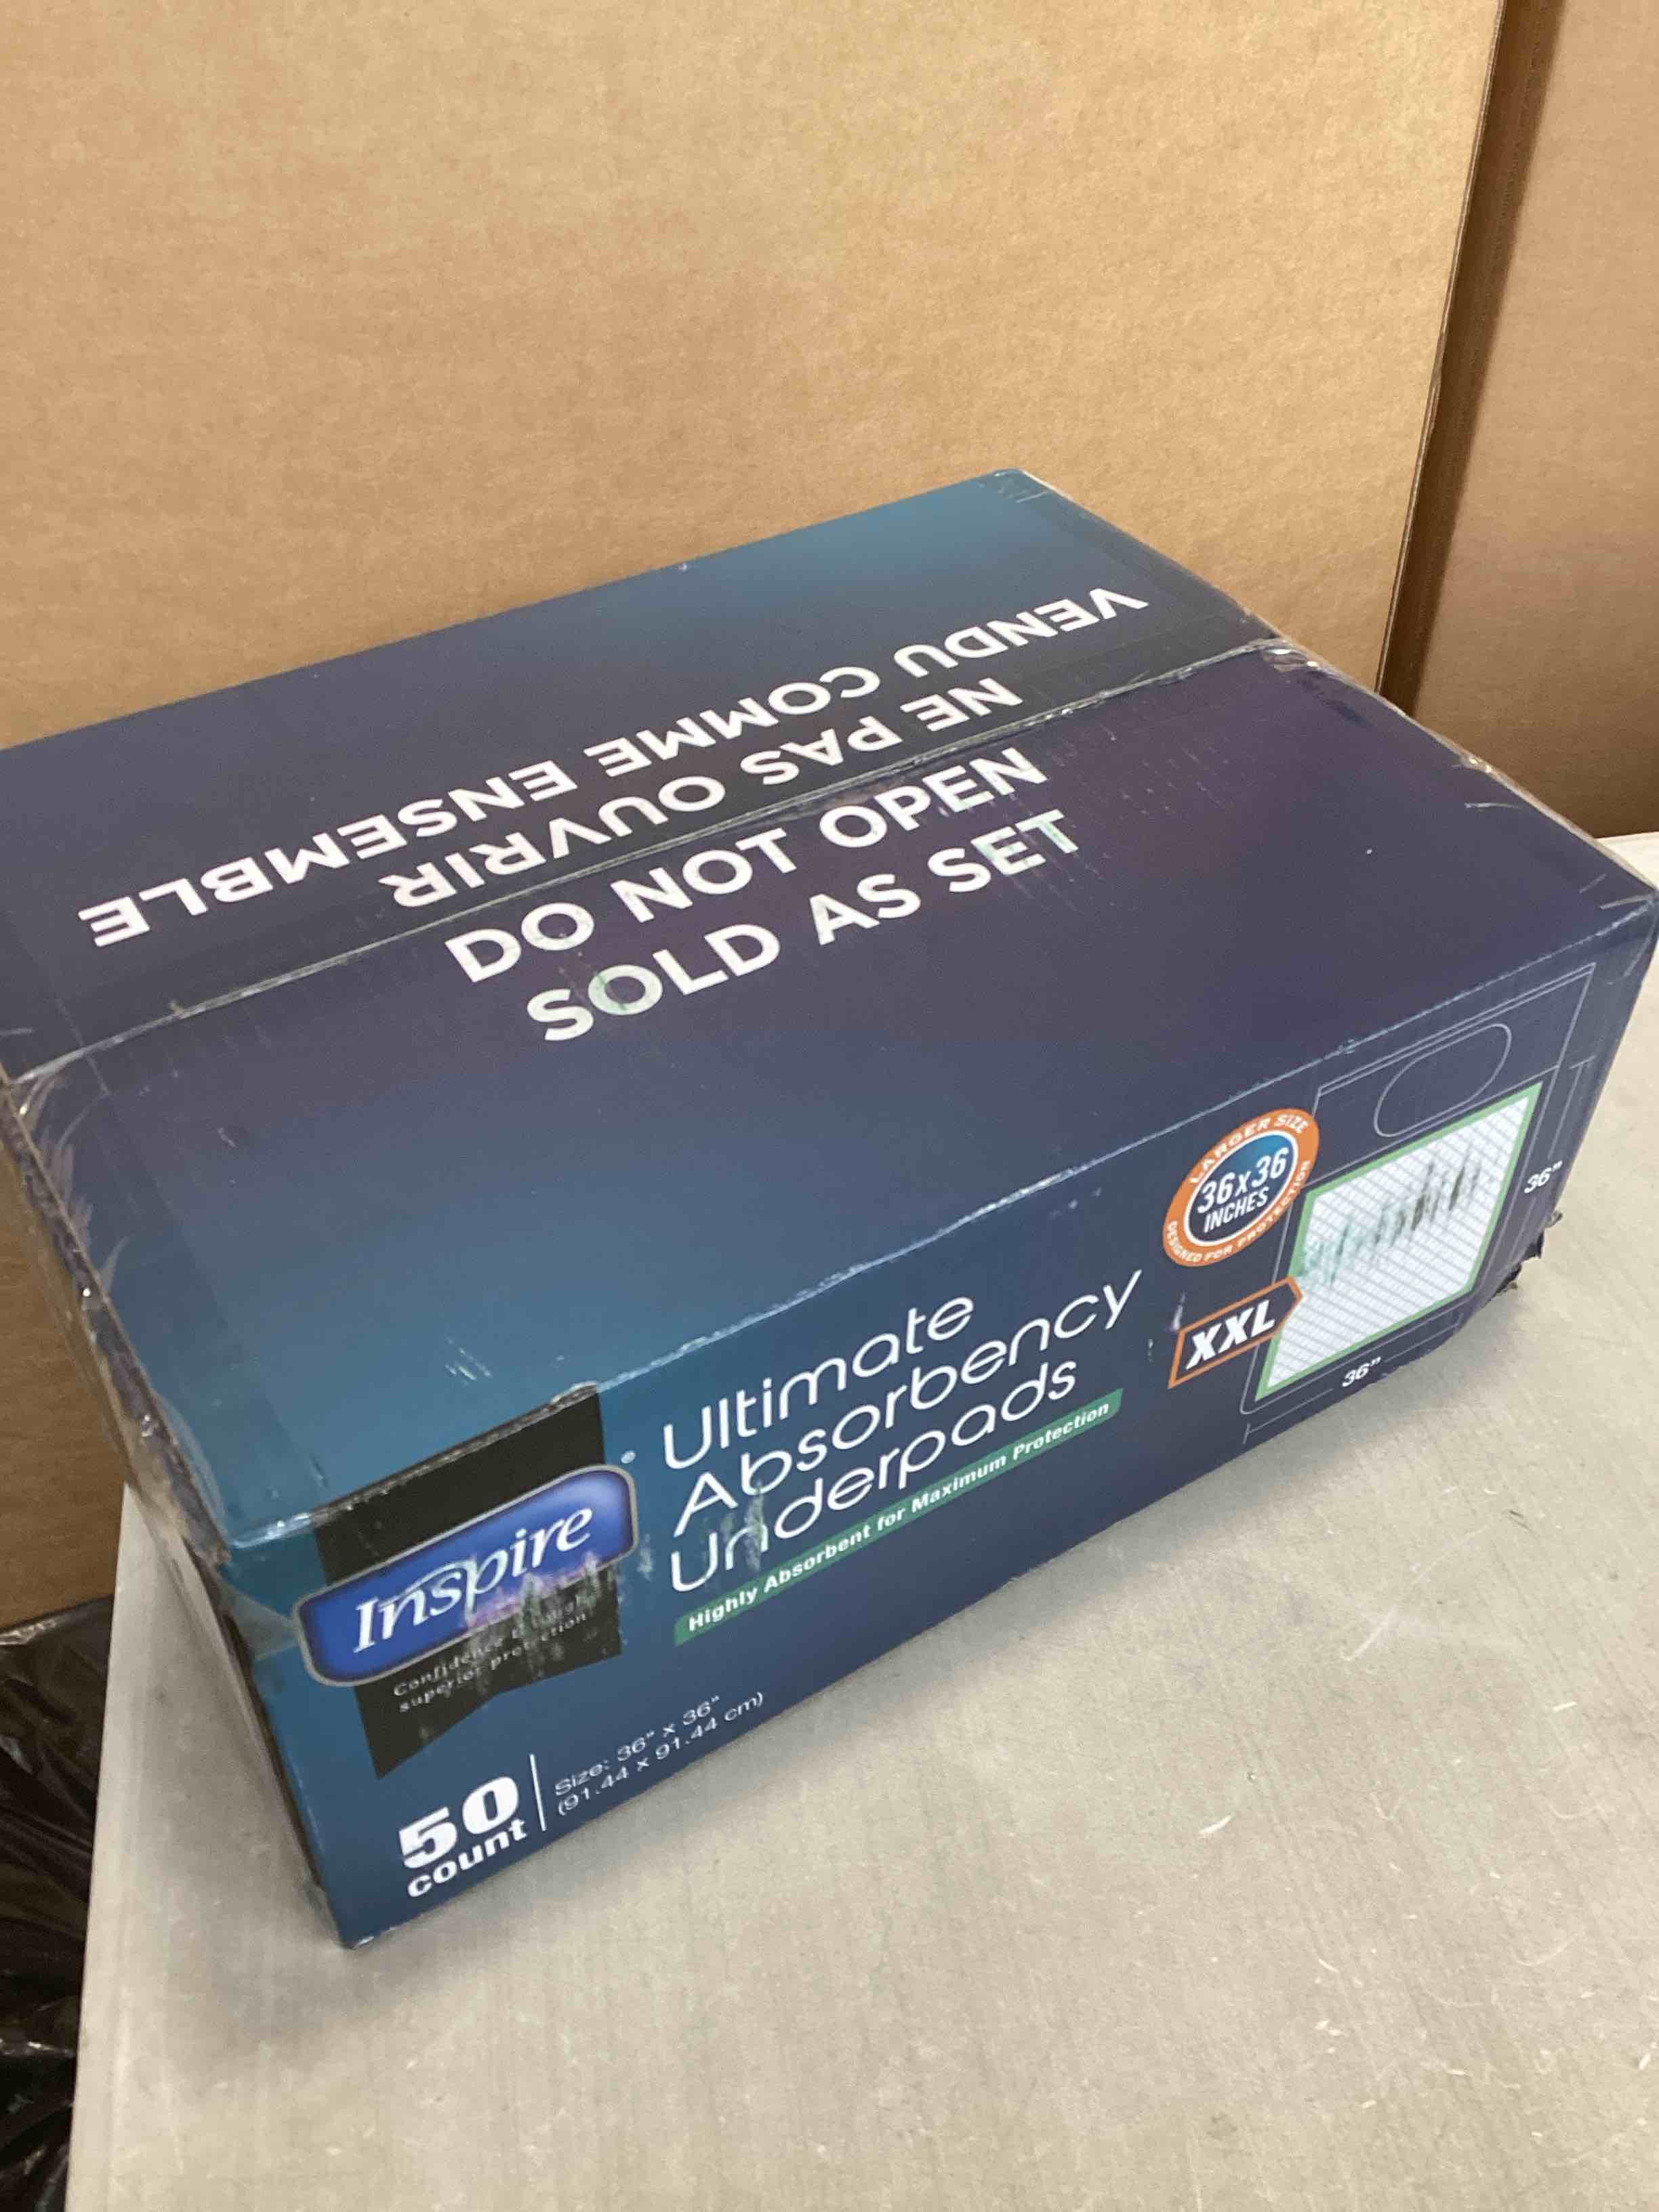 VENDU COMME ENSEMBLE
NE PAS OUVRIR
DO NOT OPEN
SOLD AS SET
LARGER SIZE
36x36
INCHES
DESIGNED FOR PROTECTION
XXL
36"
36"
Inspire®
Confidence through
superior protection
Ultimate
Absorbency
Underpads
Highly Absorbent for Maximum Protection
50
count
Size: 36" x 36"
(91.44 x 91.44 cm)